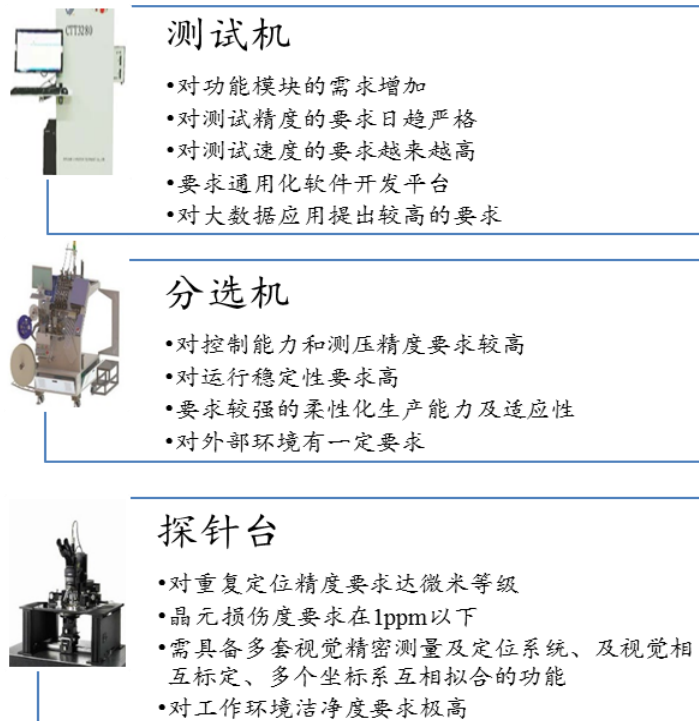 CTT3280
测试机
•对功能模块的需求增加
•对测试精度的要求日趋严格
•对测试速度的要求越来越高
•要求通用化软件开发平台
•对大数据应用提出较高的要求
分选机
•对控制能力和测压精度要求较高
•对运行稳定性要求高
•要求较强的柔性化生产能力及适应性
•对外部环境有一定要求
探针台
•对重复定位精度要求达微米等级
•晶元损伤度要求在1ppm以下
•需具备多套视觉精密测量及定位系统、及视觉相
互标定、多个坐标系互相拟合的功能
•对工作环境洁净度要求极高